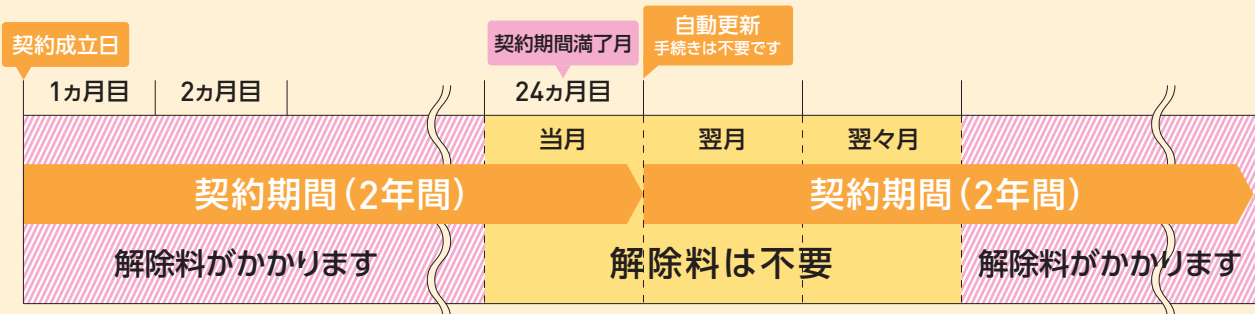 契約成立日
契約期間満了月
自動更新
手続きは不要です
1ヵ月目
2ヵ月目
24ヵ月目
当月
翌月
翌々月
契約期間(2年間)
契約期間(2年間)
解除料がかかります
解除料は不要
解除料がかかります